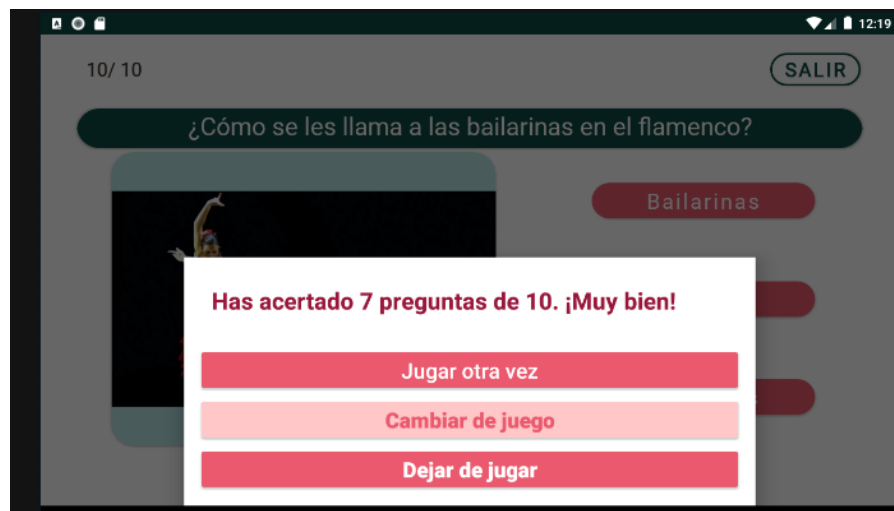 12:19
10/ 10
SALIR
¿Cómo se les llama a las bailarinas en el flamenco?
Bailarinas
Has acertado 7 preguntas de 10. ¡Muy bien!
Jugar otra vez
Cambiar de juego
Dejar de jugar